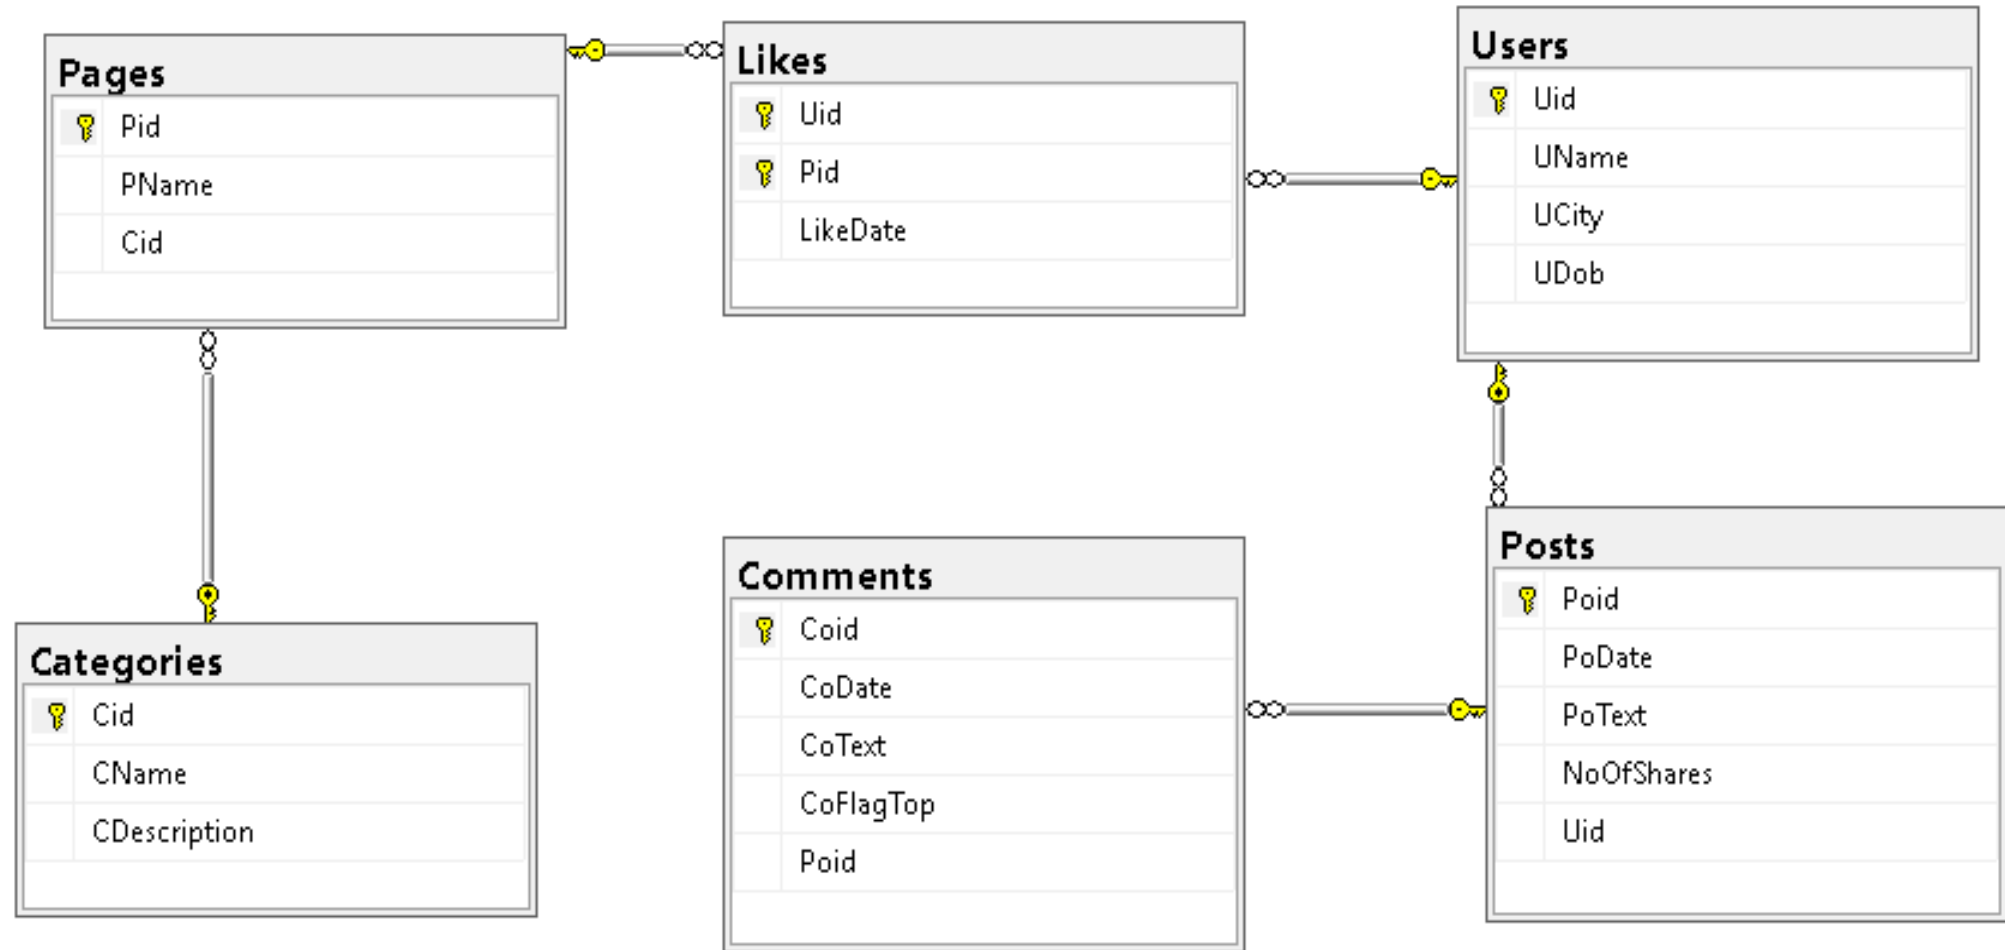 Pages
Pid
PName
Cid
Likes
Uid
Pid
LikeDate
Users
Uid
UName
UCity
UDob
Categories
Cid
CName
CDescription
Comments
Coid
CoDate
CoText
CoFlagTop
Poid
Posts
Poid
PoDate
PoText
NoOfShares
Uid